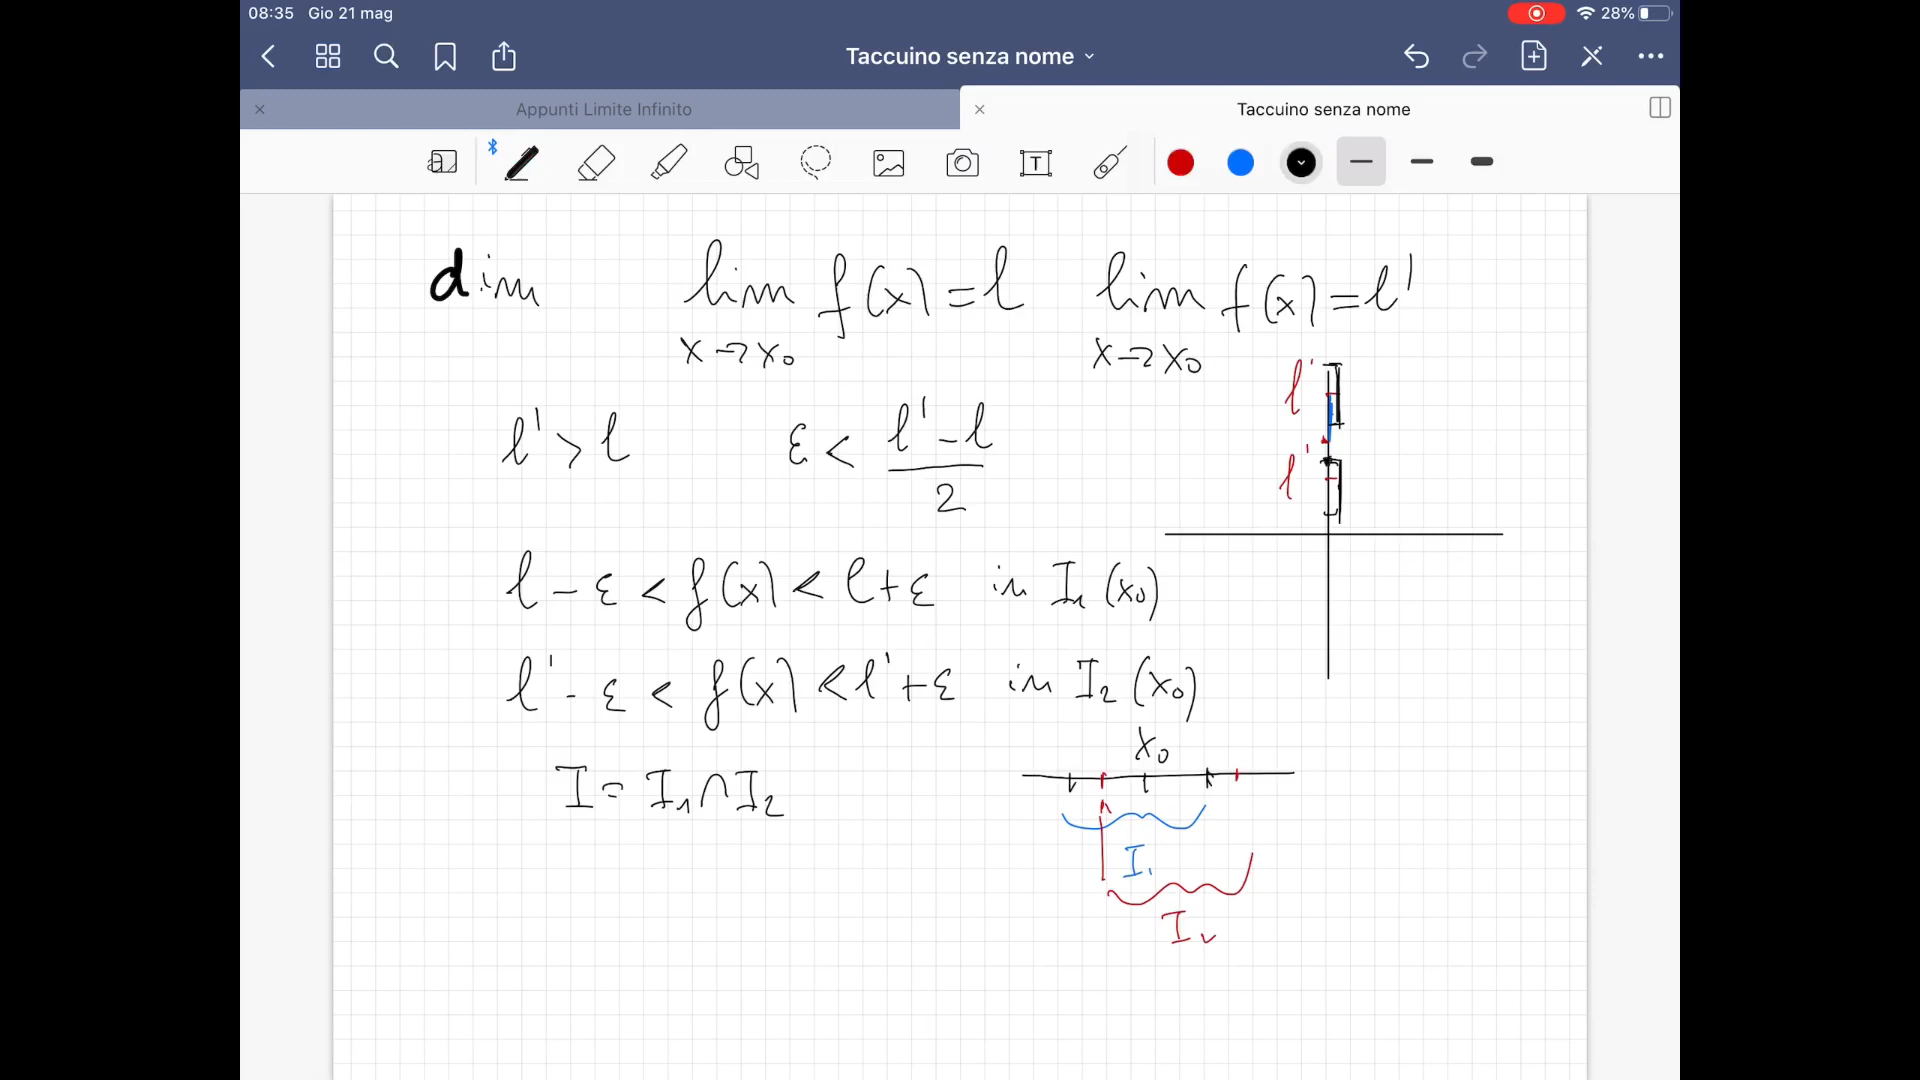 08:35 Gio 21 mag 28%
Taccuino senza nome
Appunti Limite Infinito Taccuino senza nome
dim lim f(x) = l lim f(x) = l'
x→x₀ x→x₀
l'
l' > l ε < (l' - l)/2
l'
l - ε < f(x) < l + ε in I₁ (x₀)
l' - ε < f(x) < l' + ε in I₂ (x₀)
x₀
I = I₁ ∩ I₂
I₁
I₂